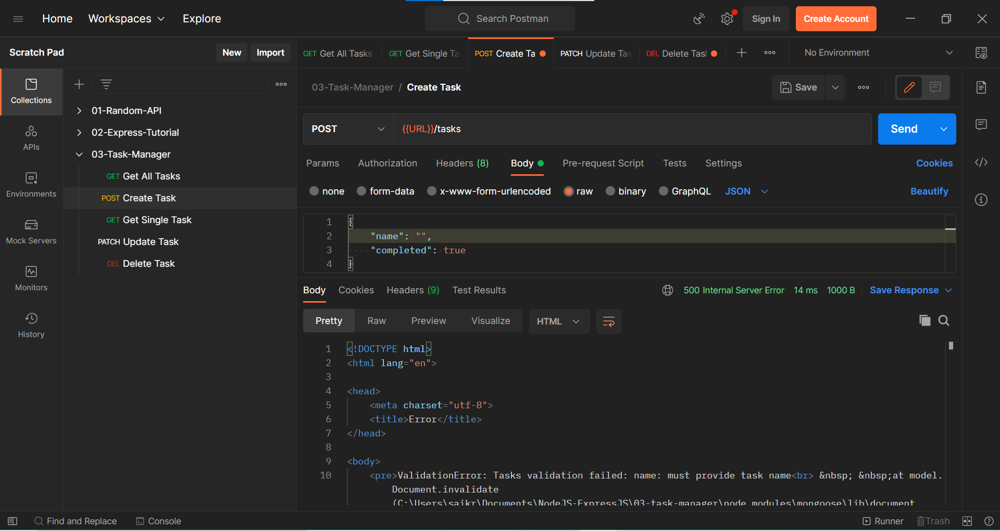 Home Workspaces Explore Search Postman Sign In Create Account
Scratch Pad New Import
GET Get All Tasks GET Get Single Ta POST Create Ta PATCH Update Tas DEL Delete Tas No Environment
Collections
APIs
Environments
Mock Servers
Monitors
History
01-Random-API
02-Express-Tutorial
03-Task-Manager
GET Get All Tasks
POST Create Task
GET Get Single Task
PATCH Update Task
DEL Delete Task
03-Task-Manager / Create Task Save
POST {{URL}}/tasks Send
Params Authorization Headers (8) Body Pre-request Script Tests Settings Cookies
none form-data x-www-form-urlencoded raw binary GraphQL JSON Beautify
1 {
2 "name": "",
3 "completed": true
4 }
Body Cookies Headers (9) Test Results 500 Internal Server Error 14 ms 1000 B Save Response
Pretty Raw Preview Visualize HTML
1 <!DOCTYPE html>
2 <html lang="en">
3
4 <head>
5 <meta charset="utf-8">
6 <title>Error</title>
7 </head>
8
9 <body>
10 <pre>ValidationError: Tasks validation failed: name: must provide task name<br> &nbsp; &nbsp;at model.
Document.invalidate
(C:\Users\saikr\Documents\NodeJS-ExpressJS\03-task-manager\node_modules\mongoose\lib\document
Find and Replace Console Runner Trash